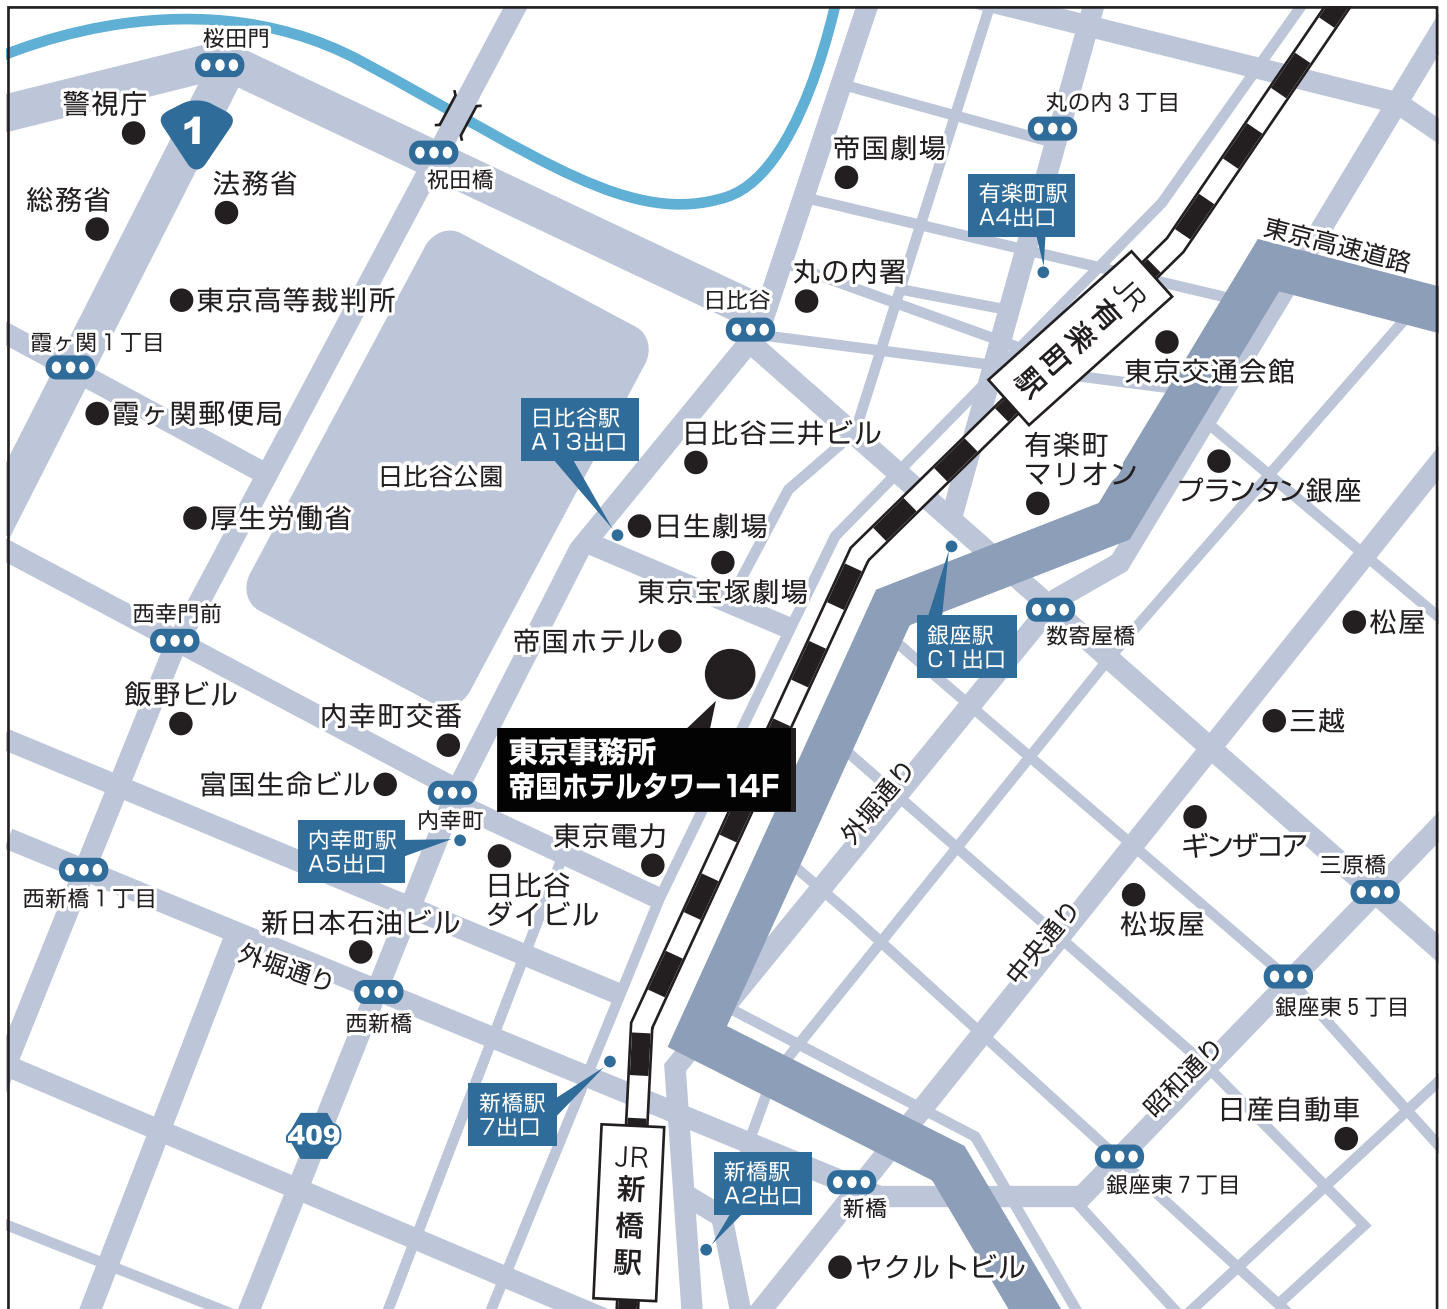 桜田門
警視庁
1
総務省
法務省
祝田橋
東京高等裁判所
霞ヶ関1丁目
霞ヶ関郵便局
厚生労働省
日比谷公園
丸の内3丁目
帝国劇場
有楽町駅
A4出口
東京高速道路
丸の内署
日比谷
JR
有楽町駅
東京交通会館
日比谷駅
A13出口
日比谷三井ビル
有楽町
マリオン
プランタン銀座
日生劇場
東京宝塚劇場
西幸門前
帝国ホテル
銀座駅
C1出口
数寄屋橋
松屋
飯野ビル
内幸町交番
三越
東京事務所
帝国ホテルタワー14F
富国生命ビル
内幸町
外堀通り
内幸町駅
A5出口
東京電力
ギンザコア
三原橋
西新橋1丁目
日比谷
ダイビル
新日本石油ビル
松坂屋
外堀通り
中央通り
西新橋
銀座東5丁目
昭和通り
新橋駅
7出口
409
日産自動車
JR
新橋駅
新橋駅
A2出口
新橋
銀座東7丁目
ヤクルトビル